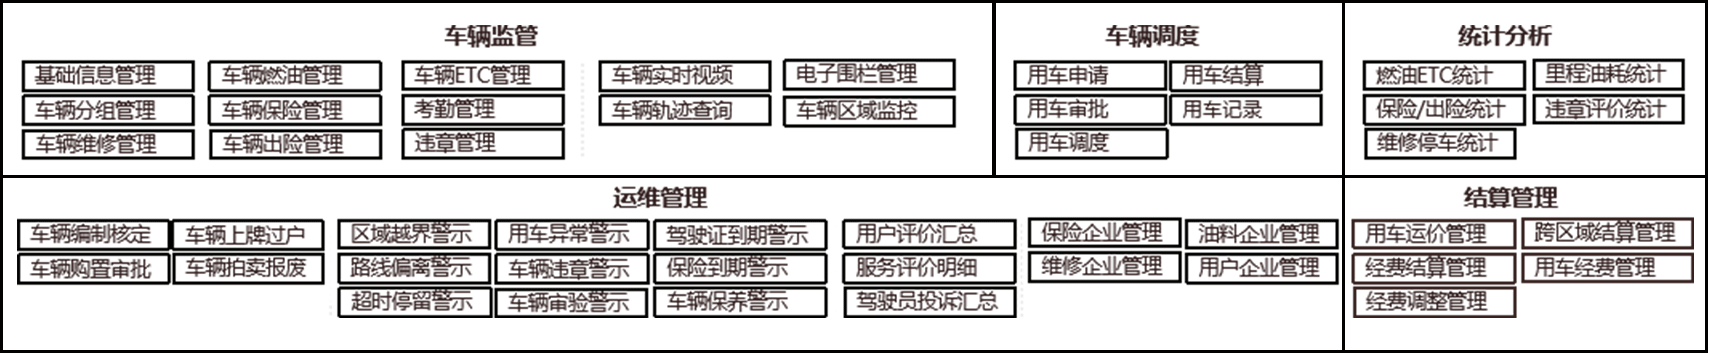 车辆监管
基础信息管理 车辆燃油管理 车辆ETC管理 车辆实时视频 电子围栏管理
车辆分组管理 车辆保险管理 考勤管理 车辆轨迹查询 车辆区域监控
车辆维修管理 车辆出险管理 违章管理
车辆调度
用车申请 用车结算
用车审批 用车记录
用车调度
统计分析
燃油ETC统计 里程油耗统计
保险/出险统计 违章评价统计
维修停车统计
运维管理
车辆编制核定 车辆上牌过户 区域越界警示 用车异常警示 驾驶证到期警示 用户评价汇总 保险企业管理 油料企业管理
车辆购置审批 车辆拍卖报废 路线偏离警示 车辆违章警示 保险到期警示 服务评价明细 维修企业管理 用户企业管理
超时停留警示 车辆审验警示 车辆保养警示 驾驶员投诉汇总
结算管理
用车运价管理 跨区域结算管理
经费结算管理 用车经费管理
经费调整管理